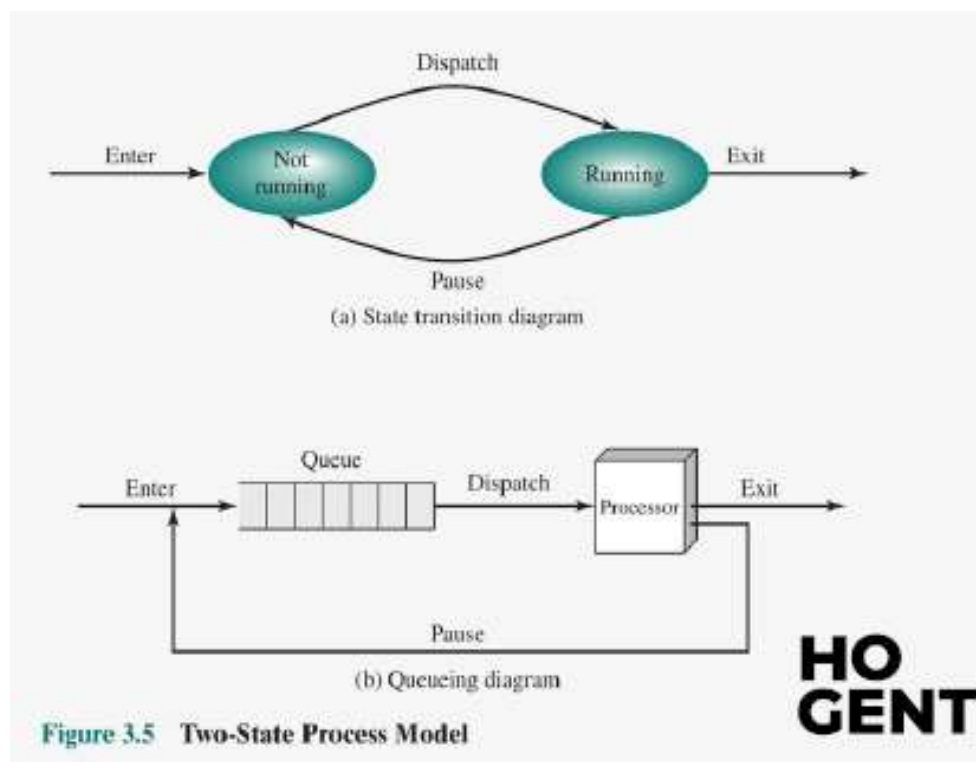 Dispatch
Enter
Not
running
Running
Exit
Pause
(a) State transition diagram
Queue
Enter
Dispatch
Processor
Exit
Pause
(b) Queueing diagram
HO
GENT
Figure 3.5 Two-State Process Model